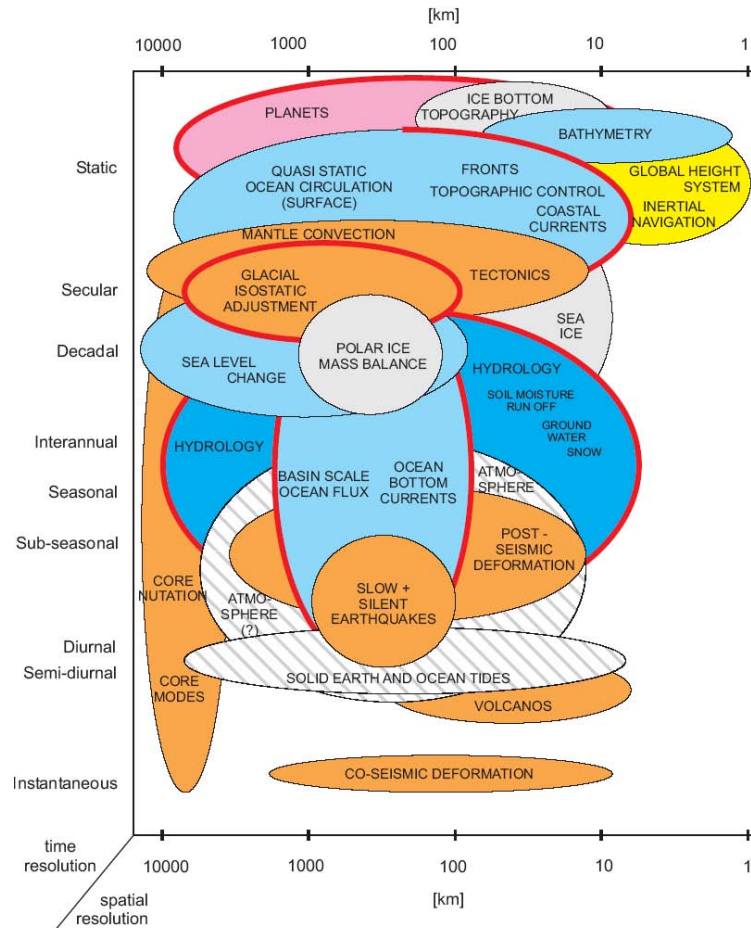 [km]
10000 1000 100 10 1
PLANETS
ICE BOTTOM
TOPOGRAPHY
BATHYMETRY
Static
QUASI STATIC
OCEAN CIRCULATION
(SURFACE)
FRONTS
TOPOGRAPHIC CONTROL
COASTAL
CURRENTS
GLOBAL HEIGHT
SYSTEM
INERTIAL
NAVIGATION
MANTLE CONVECTION
Secular
GLACIAL
ISOSTATIC
ADJUSTMENT
TECTONICS
SEA
ICE
Decadal
POLAR ICE
MASS BALANCE
SEA LEVEL
CHANGE
HYDROLOGY
SOIL MOISTURE
RUN OFF
GROUND
WATER
SNOW
Interannual
HYDROLOGY
Seasonal
BASIN SCALE
OCEAN FLUX
OCEAN
BOTTOM
CURRENTS
ATMO-
SPHERE
Sub-seasonal
POST -
SEISMIC
DEFORMATION
CORE
NUTATION
ATMO-
SPHERE
(?)
SLOW +
SILENT
EARTHQUAKES
Diurnal
Semi-diurnal
CORE
MODES
SOLID EARTH AND OCEAN TIDES
VOLCANOS
Instantaneous
CO-SEISMIC DEFORMATION
time
resolution
10000 1000 100 10 1
spatial
resolution
[km]